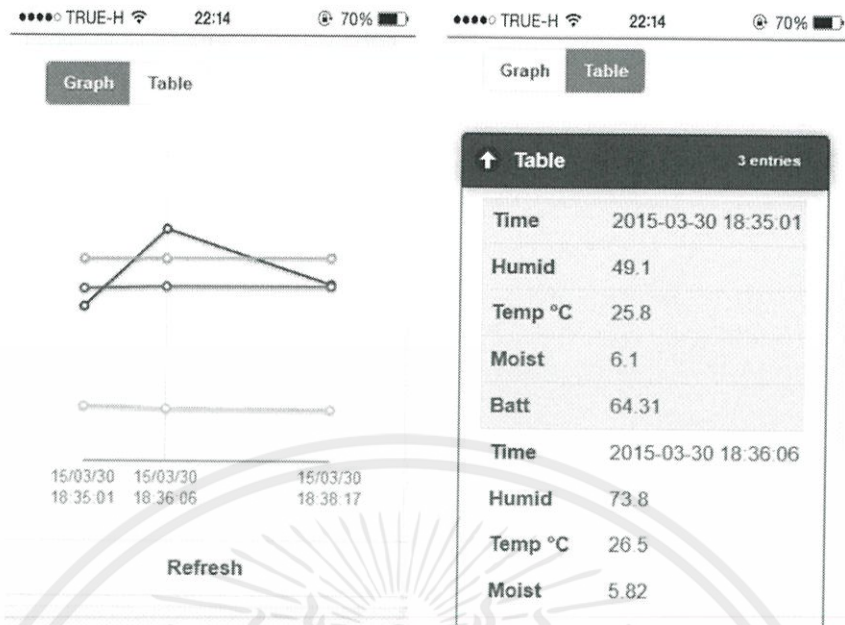 TRUE-H 22:14 70%
Graph Table
15/03/30 15/03/30 15/03/30
18:35:01 18:36:06 18:38:17
Refresh
TRUE-H 22:14 70%
Graph Table
Table 3 entries
Time 2015-03-30 18:35:01
Humid 49.1
Temp °C 25.8
Moist 6.1
Batt 64.31
Time 2015-03-30 18:36:06
Humid 73.8
Temp °C 26.5
Moist 5.82